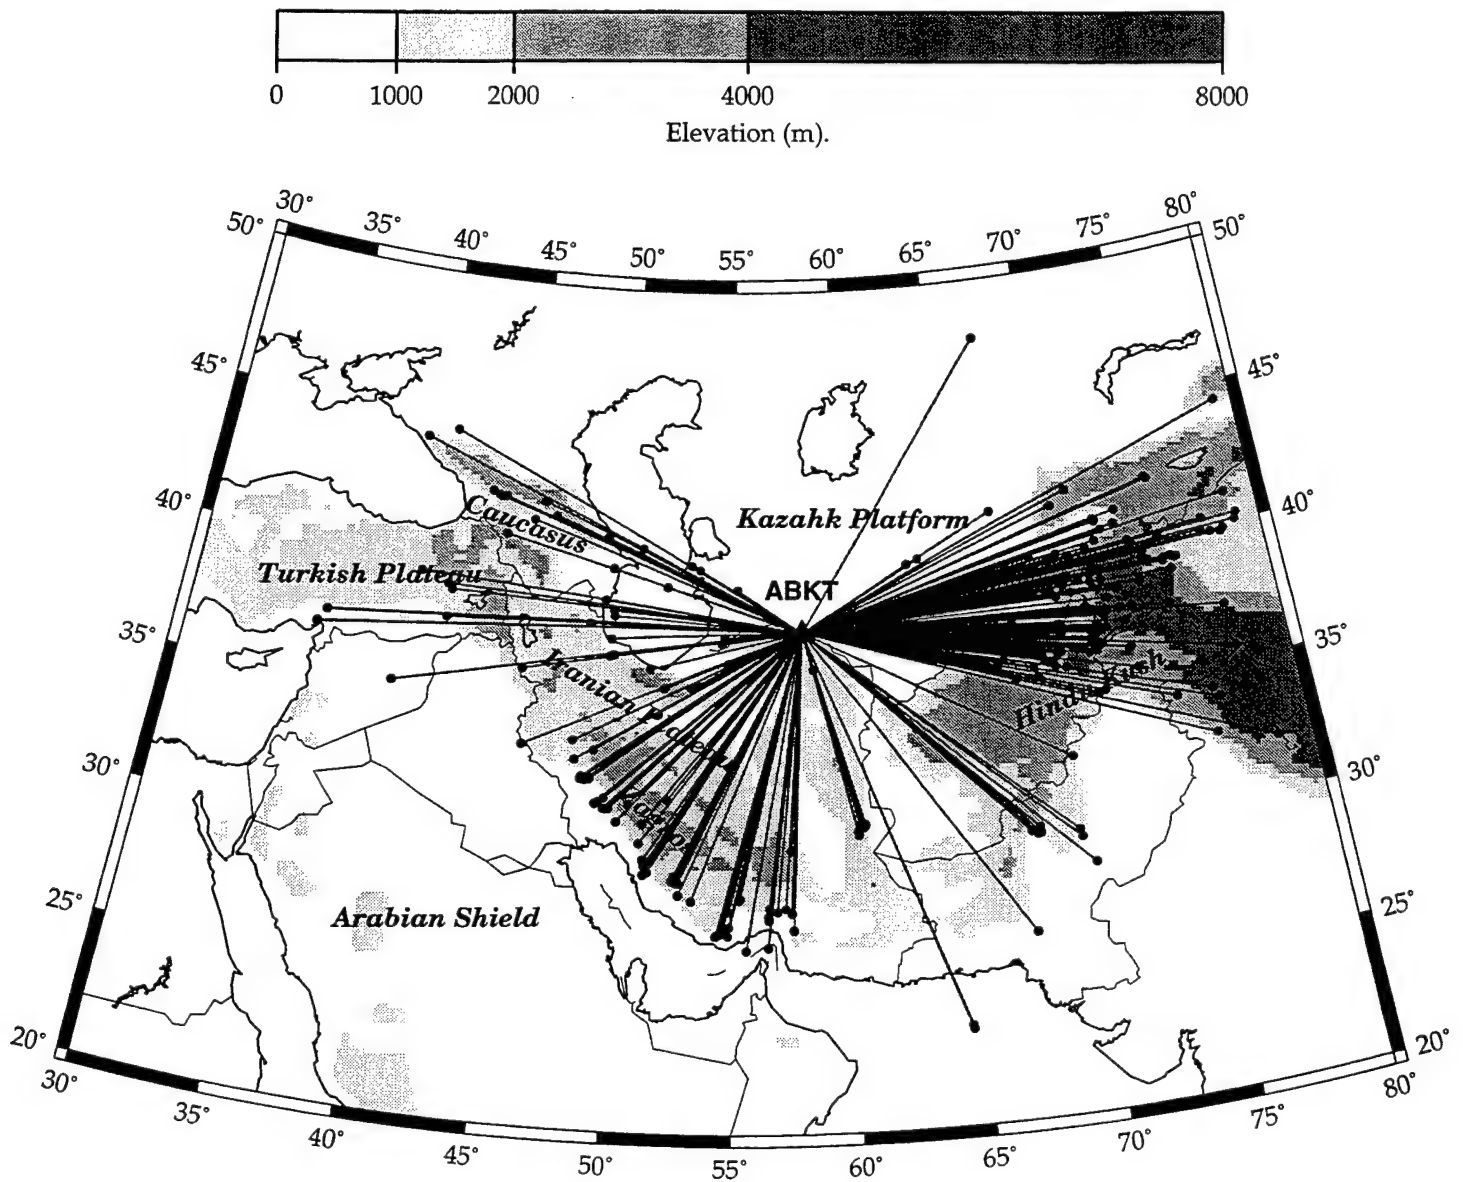 0 1000 2000 4000 8000
Elevation (m).
30° 35° 40° 45° 50° 55° 60° 65° 70° 75° 80°
50° 50°
45° 45°
40° 40°
35° 35°
30° 30°
25° 25°
20° 20°
Caucasus
Kazahk Platform
Turkish Plateau
ABKT
Iranian Plateau
Hindu Kush
Zagros
Arabian Shield
30° 35° 40° 45° 50° 55° 60° 65° 70° 75° 80°